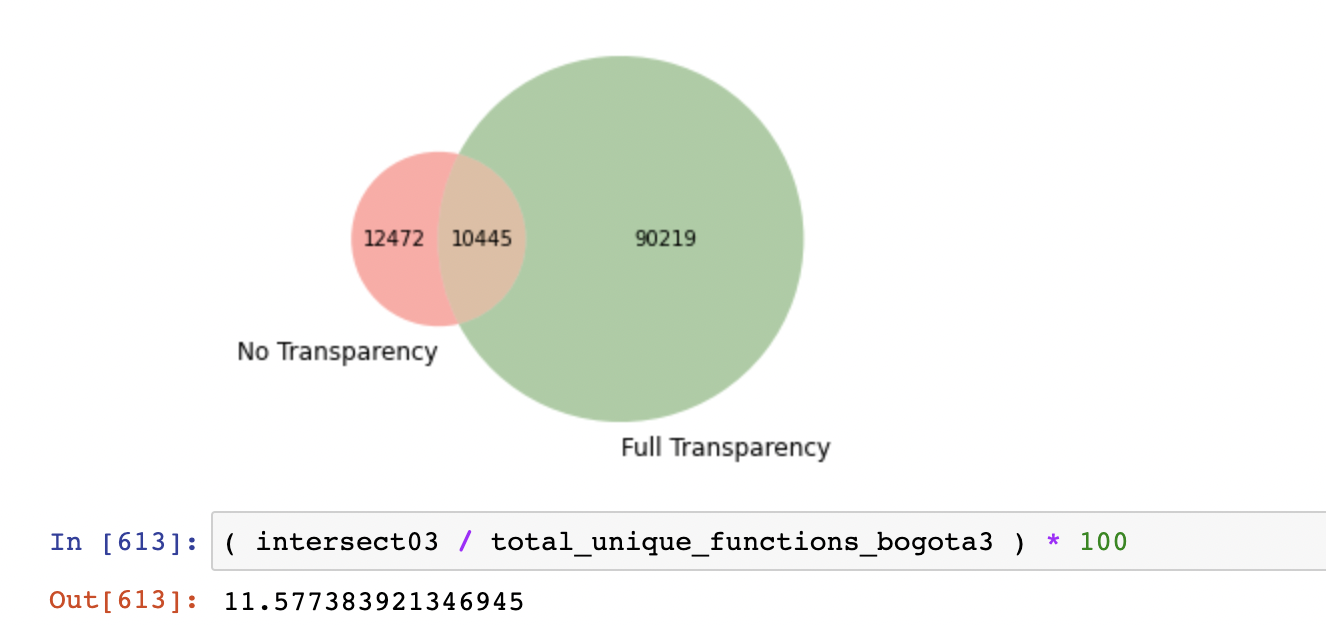 12472 10445 90219
No Transparency
Full Transparency
In [613]: ( intersect03 / total_unique_functions_bogota3 ) * 100
Out[613]: 11.577383921346945